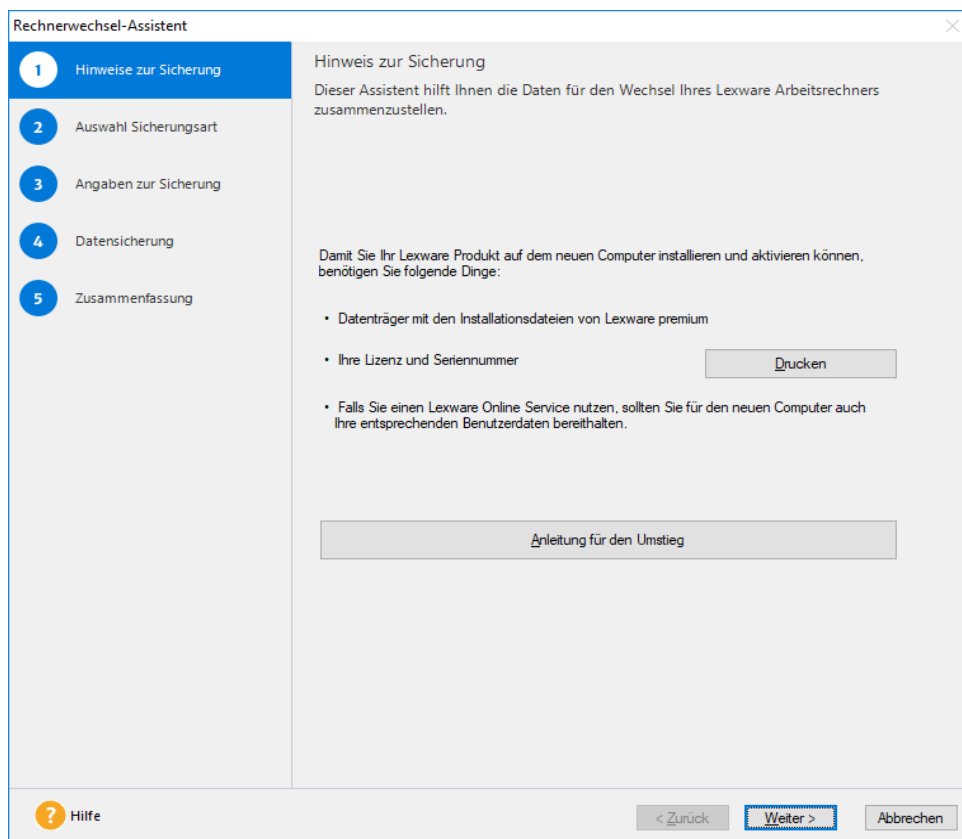 Rechnerwechsel-Assistent
1 Hinweise zur Sicherung
2 Auswahl Sicherungsart
3 Angaben zur Sicherung
4 Datensicherung
5 Zusammenfassung
Hinweis zur Sicherung
Dieser Assistent hilft Ihnen die Daten für den Wechsel Ihres Lexware Arbeitsrechners
zusammenzustellen.
Damit Sie Ihr Lexware Produkt auf dem neuen Computer installieren und aktivieren können,
benötigen Sie folgende Dinge:
• Datenträger mit den Installationsdateien von Lexware premium
• Ihre Lizenz und Seriennummer
Drucken
• Falls Sie einen Lexware Online Service nutzen, sollten Sie für den neuen Computer auch
Ihre entsprechenden Benutzerdaten bereithalten.
Anleitung für den Umstieg
? Hilfe
< Zurück
Weiter >
Abbrechen